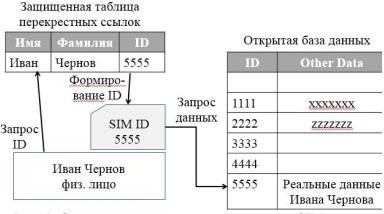 Защищенная таблица
перекрестных ссылок
Имя Фамилия ID
Иван Чернов 5555
Формиро-
вание ID
Запрос
ID
SIM ID
5555
Иван Чернов
физ. лицо
Запрос
данных
Открытая база данных
ID Other Data
1111 xxxxxxx
2222 zzzzzzz
3333
4444
5555 Реальные данные
Ивана Чернова